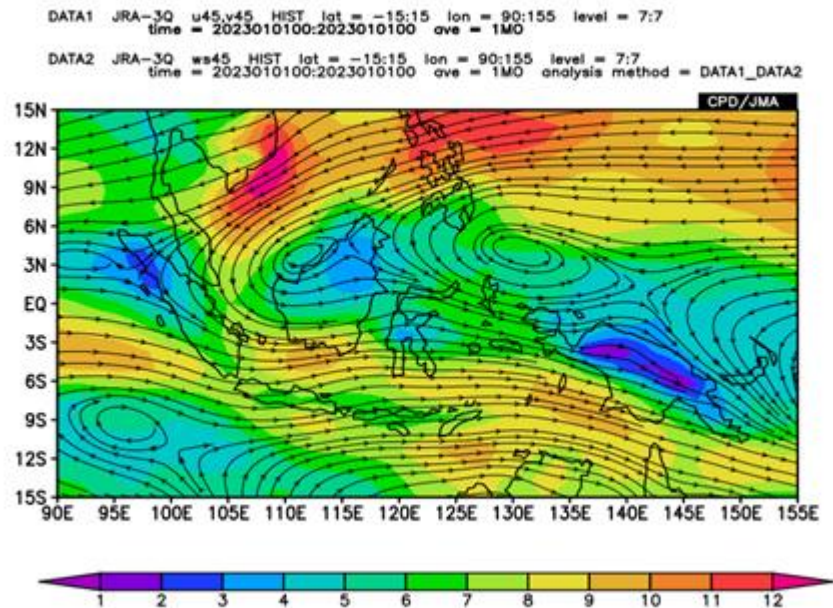 DATA1 JRA-3Q u45,v45 HIST lat = -15:15 lon = 90:155 level = 7:7
time = 2023010100:2023010100 ave = 1MO
DATA2 JRA-3Q ws45 HIST lat = -15:15 lon = 90:155 level = 7:7
time = 2023010100:2023010100 ave = 1MO analysis method = DATA1_DATA2
CPD/JMA
15N
12N
9N
6N
3N
EQ
3S
6S
9S
12S
15S
90E 95E 100E 105E 110E 115E 120E 125E 130E 135E 140E 145E 150E 155E
1 2 3 4 5 6 7 8 9 10 11 12